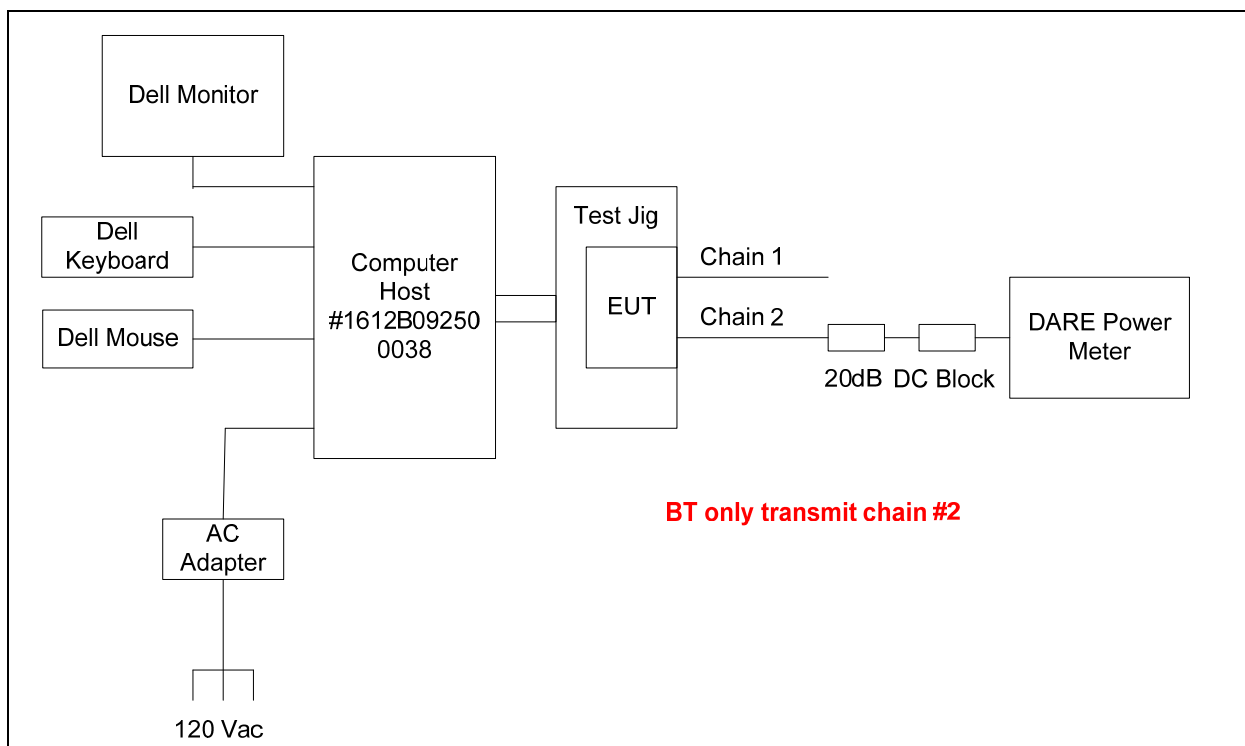 Dell Monitor
Dell
Keyboard
Dell Mouse
Computer
Host
#1612B09250
0038
Test Jig
EUT
Chain 1
Chain 2
20dB
DC Block
DARE Power
Meter
BT only transmit chain #2
AC
Adapter
120 Vac